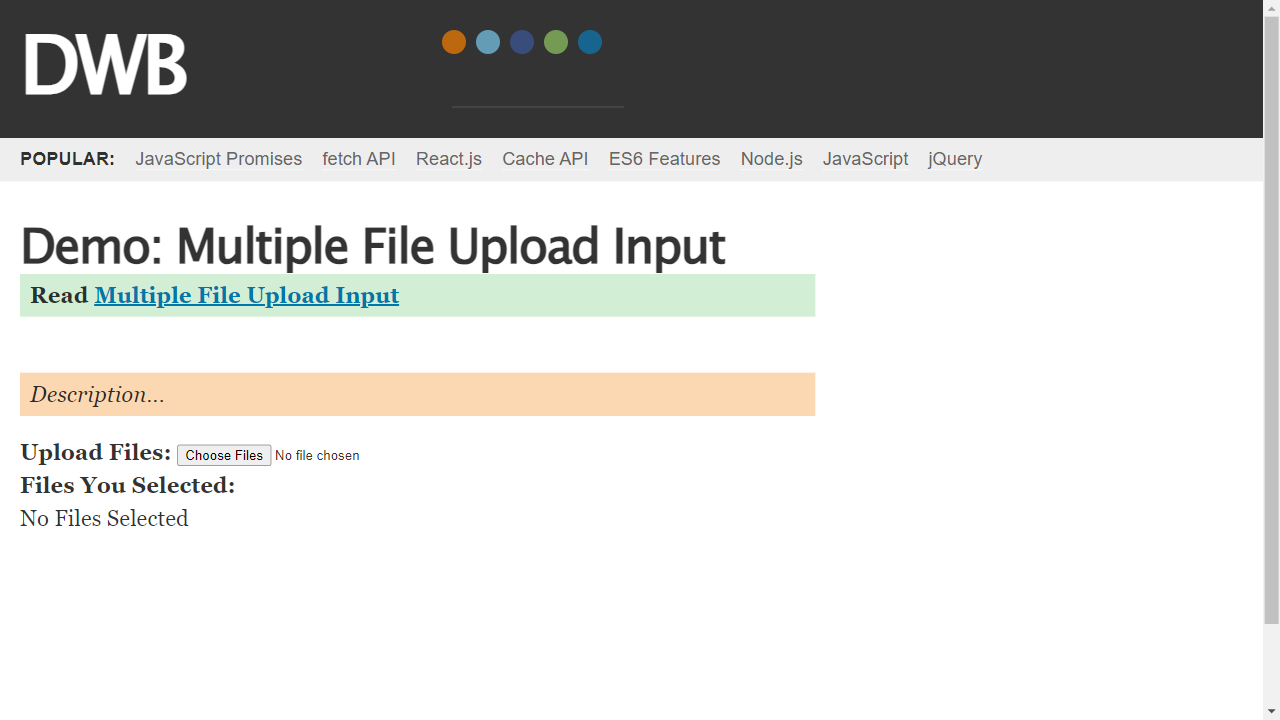 DWB
POPULAR: JavaScript Promises fetch API React.js Cache API ES6 Features Node.js JavaScript jQuery
Demo: Multiple File Upload Input
Read Multiple File Upload Input
Description...
Upload Files: Choose Files No file chosen
Files You Selected:
No Files Selected